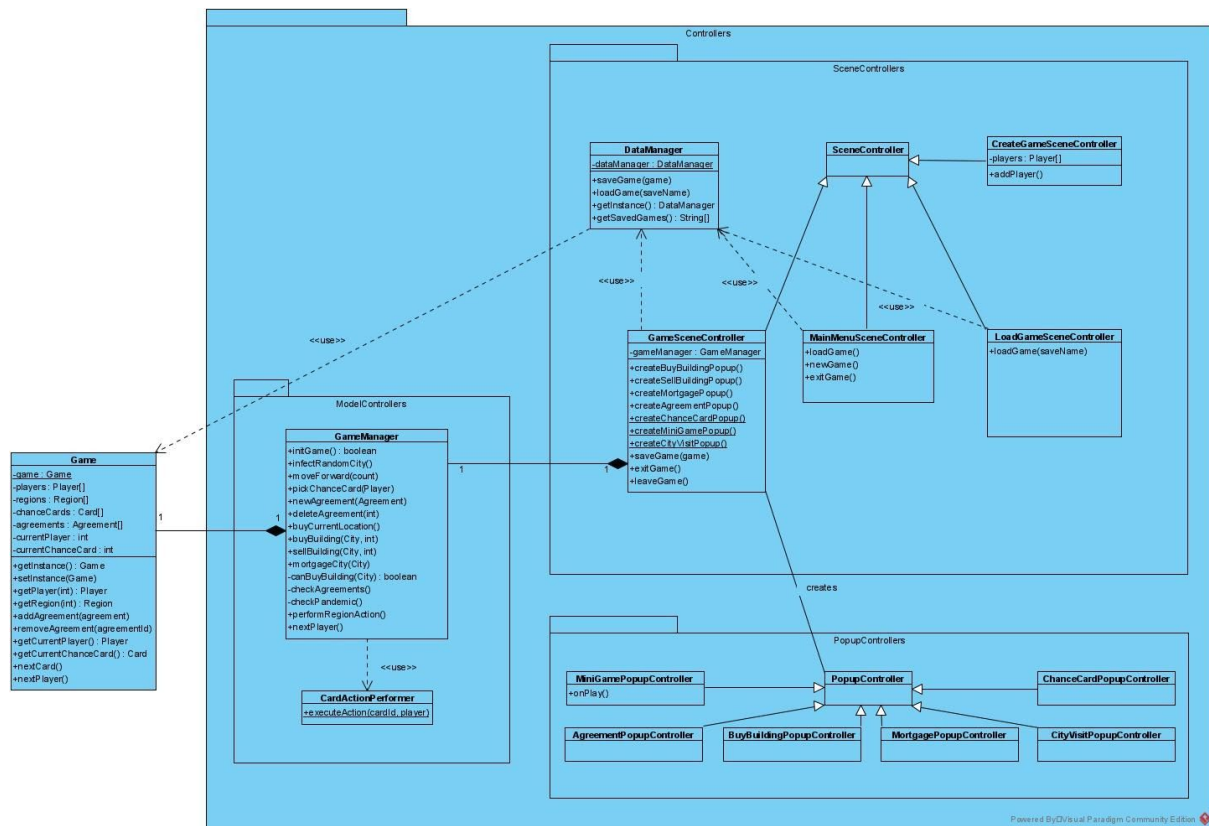 Controllers
SceneControllers
DataManager
-dataManager : DataManager
+saveGame(game)
+loadGame(saveName)
+getInstance() : DataManager
+getSavedGames() : String[]
SceneController
CreateGameSceneController
-players : Player[]
+addPlayer()
<<use>>
<<use>>
<<use>>
<<use>>
GameSceneController
-gameManager : GameManager
+createBuyBuildingPopup()
+createSellBuildingPopup()
+createMortgagePopup()
+createAgreementPopup()
+createChanceCardPopup()
+createMiniGamePopup()
+createCityVisitPopup()
+saveGame(game)
+exitGame()
+leaveGame()
MainMenuSceneController
+loadGame()
+newGame()
+exitGame()
LoadGameSceneController
+loadGame(saveName)
ModelControllers
GameManager
+initGame() : boolean
+infectRandomCity()
+moveForward(count)
+pickChanceCard(Player)
+newAgreement(Agreement)
+deleteAgreement(int)
+buyCurrentLocation()
+buyBuilding(City, int)
+sellBuilding(City, int)
+mortgageCity(City)
-canBuyBuilding(City) : boolean
-checkAgreements()
-checkPandemic()
+performRegionAction()
+nextPlayer()
1
1
Game
-game : Game
-players : Player[]
-regions : Region[]
-chanceCards : Card[]
-agreements : Agreement[]
-currentPlayer : int
-currentChanceCard : int
+getInstance() : Game
+setInstance(Game)
+getPlayer(int) : Player
+getRegion(int) : Region
+addAgreement(agreement)
+removeAgreement(agreementId)
+getCurrentPlayer() : Player
+getCurrentChanceCard() : Card
+nextCard()
+nextPlayer()
1
1
<<use>>
CardActionPerformer
+executeAction(cardId, player)
creates
PopupControllers
MiniGamePopupController
+onPlay()
PopupController
ChanceCardPopupController
AgreementPopupController
BuyBuildingPopupController
MortgagePopupController
CityVisitPopupController
Powered By Visual Paradigm Community Edition